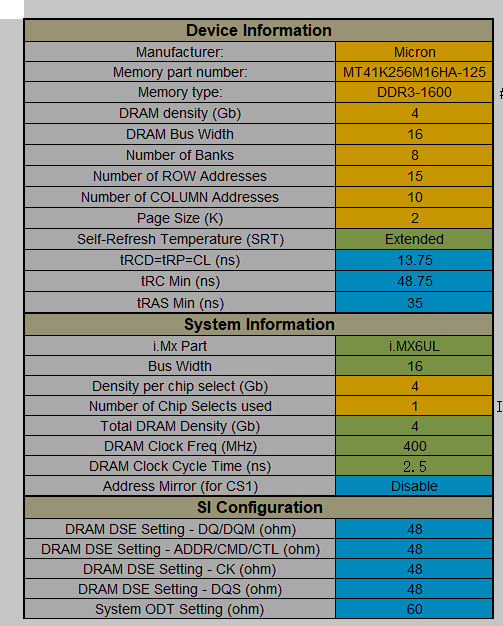 Device Information
Manufacturer: Micron
Memory part number: MT41K256M16HA-125
Memory type: DDR3-1600
DRAM density (Gb) 4
DRAM Bus Width 16
Number of Banks 8
Number of ROW Addresses 15
Number of COLUMN Addresses 10
Page Size (K) 2
Self-Refresh Temperature (SRT) Extended
tRCD=tRP=CL (ns) 13.75
tRC Min (ns) 48.75
tRAS Min (ns) 35
System Information
i.Mx Part i.MX6UL
Bus Width 16
Density per chip select (Gb) 4
Number of Chip Selects used 1
Total DRAM Density (Gb) 4
DRAM Clock Freq (MHz) 400
DRAM Clock Cycle Time (ns) 2.5
Address Mirror (for CS1) Disable
SI Configuration
DRAM DSE Setting - DQ/DQM (ohm) 48
DRAM DSE Setting - ADDR/CMD/CTL (ohm) 48
DRAM DSE Setting - CK (ohm) 48
DRAM DSE Setting - DQS (ohm) 48
System ODT Setting (ohm) 60